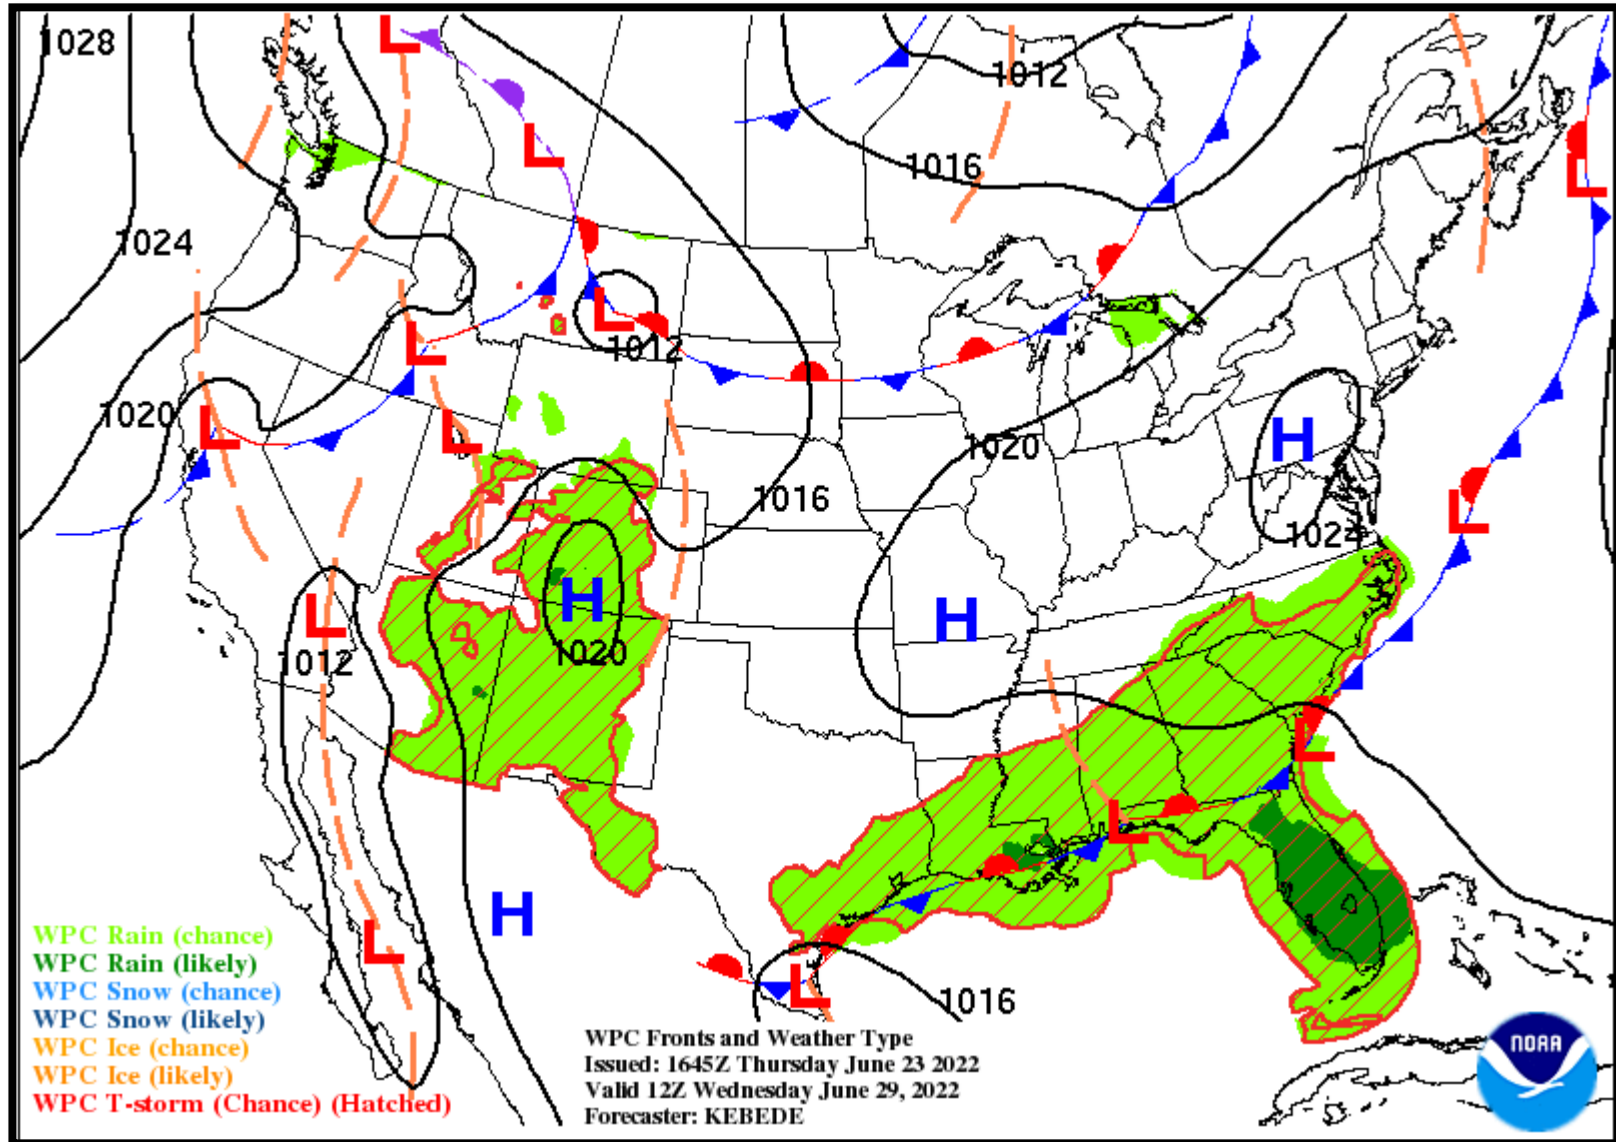 1028
L
1012
L
1016
L
1024
L
1012
L
1020
L
L
H
1020
1016
L
1024
H
L
1012
H
1020
L
L
H
L
L
1016
WPC Rain (chance)
WPC Rain (likely)
WPC Snow (chance)
WPC Snow (likely)
WPC Ice (chance)
WPC Ice (likely)
WPC T-storm (Chance) (Hatched)
WPC Fronts and Weather Type
Issued: 1645Z Thursday June 23 2022
Valid 12Z Wednesday June 29, 2022
Forecaster: KEBEDE
NOAA